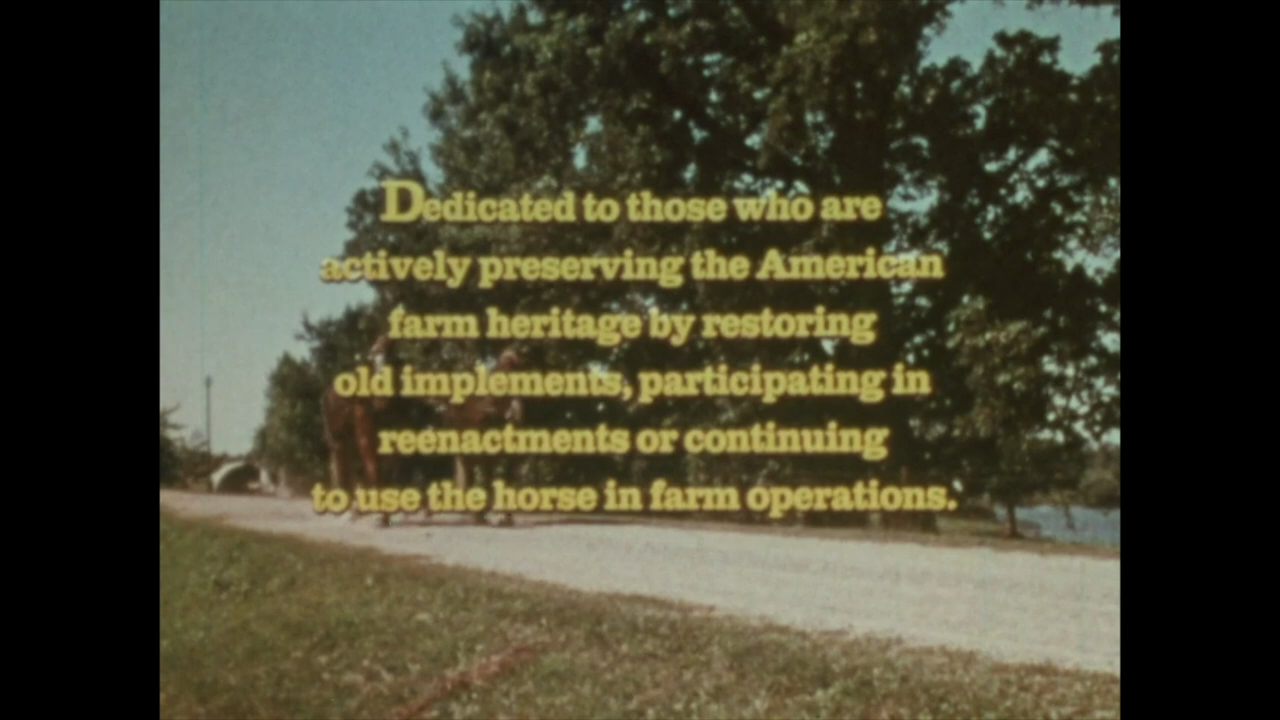 Dedicated to those who are
actively preserving the American
farm heritage by restoring
old implements, participating in
reenactments or continuing
to use the horse in farm operations.